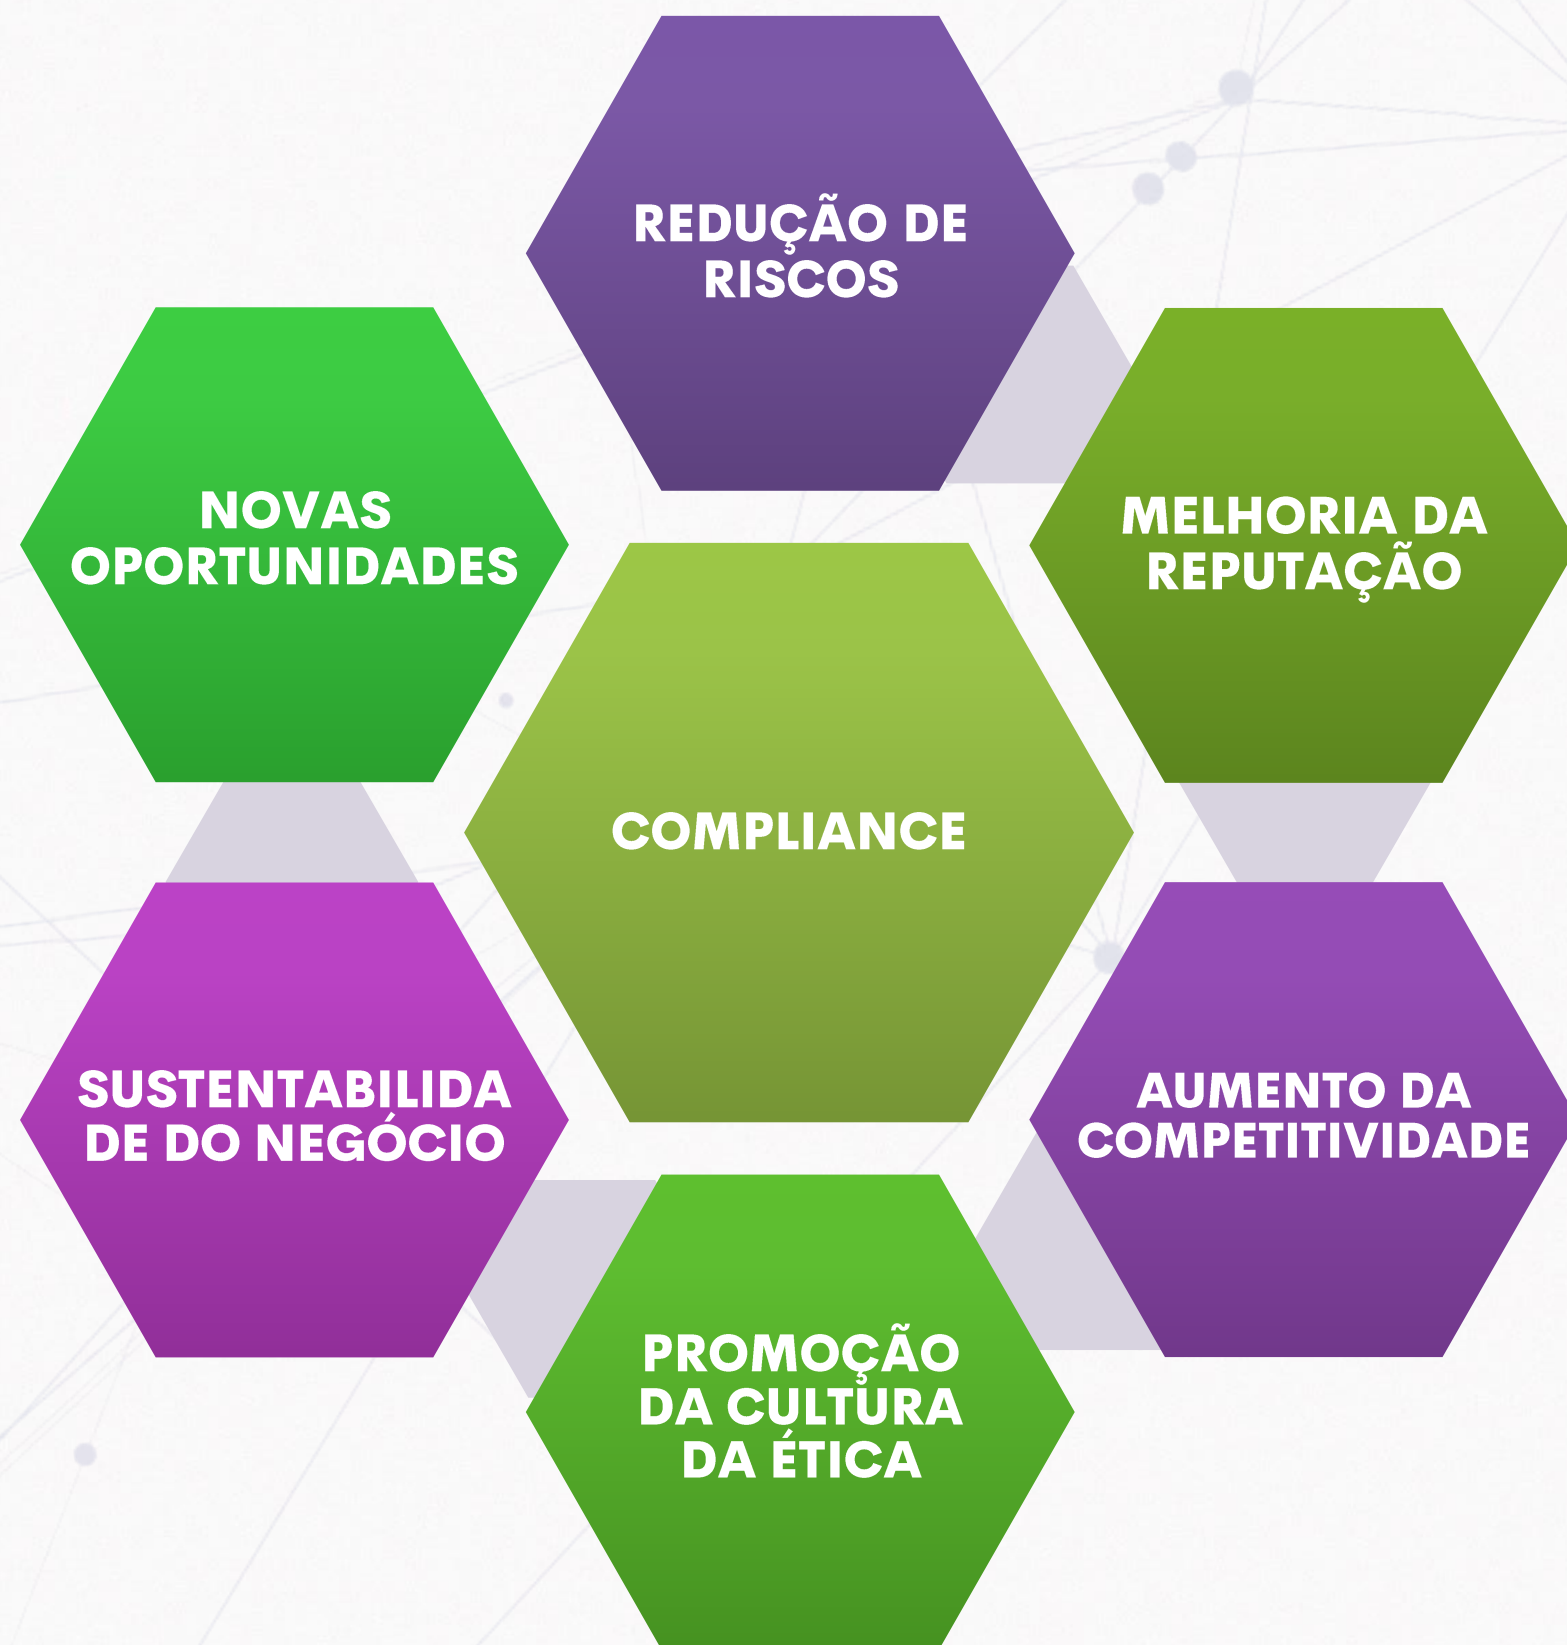 REDUÇÃO DE
RISCOS
NOVAS
OPORTUNIDADES
MELHORIA DA
REPUTAÇÃO
COMPLIANCE
SUSTENTABILIDA
DE DO NEGÓCIO
AUMENTO DA
COMPETITIVIDADE
PROMOÇÃO
DA CULTURA
DA ÉTICA